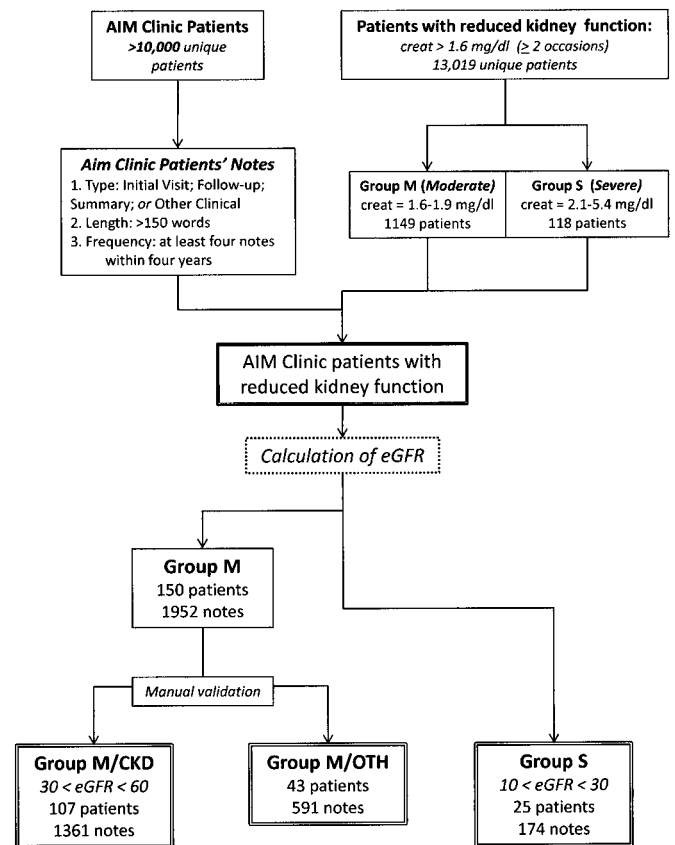 AIM Clinic Patients
>10,000 unique
patients
Patients with reduced kidney function:
creat > 1.6 mg/dl (≥ 2 occasions)
13,019 unique patients
Aim Clinic Patients' Notes
1. Type: Initial Visit; Follow-up;
Summary; or Other Clinical
2. Length: >150 words
3. Frequency: at least four notes
within four years
Group M (Moderate)
creat = 1.6-1.9 mg/dl
1149 patients
Group S (Severe)
creat = 2.1-5.4 mg/dl
118 patients
AIM Clinic patients with
reduced kidney function
Calculation of eGFR
Group M
150 patients
1952 notes
Manual validation
Group M/CKD
30 < eGFR < 60
107 patients
1361 notes
Group M/OTH
43 patients
591 notes
Group S
10 < eGFR < 30
25 patients
174 notes